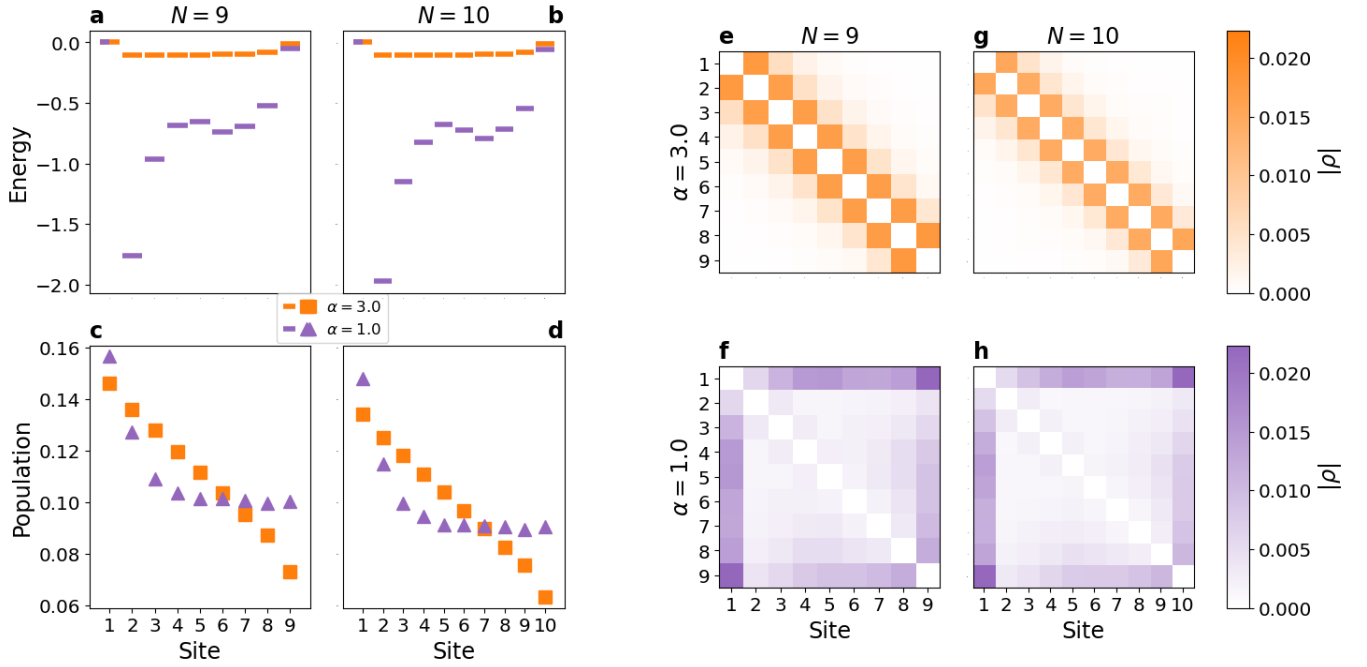 a N = 9
N = 10 b
0.0
−0.5
−1.0
−1.5
−2.0
Energy
α = 3.0
α = 1.0
c
d
0.16
0.14
0.12
0.10
0.08
0.06
Population
1 2 3 4 5 6 7 8 9
Site
1 2 3 4 5 6 7 8 9 10
Site
e N = 9
g N = 10
1
2
3
4
5
6
7
8
9
α = 3.0
0.020
0.015
0.010
0.005
0.000
|ρ|
f
h
1
2
3
4
5
6
7
8
9
α = 1.0
1 2 3 4 5 6 7 8 9
Site
1 2 3 4 5 6 7 8 9 10
Site
0.020
0.015
0.010
0.005
0.000
|ρ|